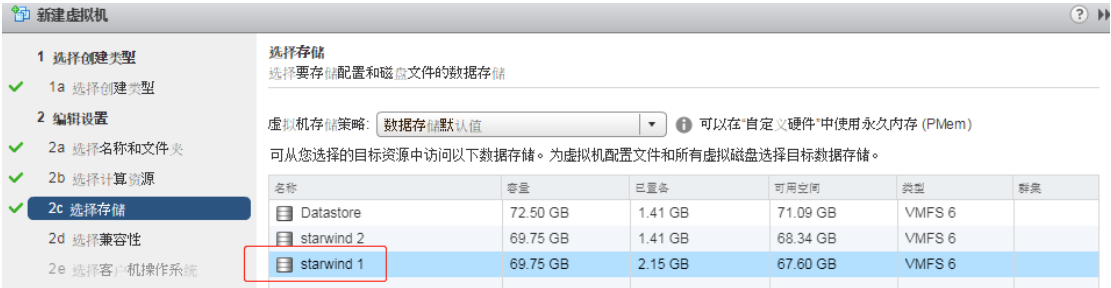 新建虚拟机
1 选择创建类型
1a 选择创建类型
2 编辑设置
2a 选择名称和文件夹
2b 选择计算资源
2c 选择存储
2d 选择兼容性
2e 选择客户机操作系统
选择存储
选择要存储配置和磁盘文件的数据存储
虚拟机存储策略: 数据存储默认值 可以在“自定义硬件”中使用永久内存 (PMem)
可从您选择的目标资源中访问以下数据存储。为虚拟机配置文件和所有虚拟磁盘选择目标数据存储。
名称 容量 已置备 可用空间 类型 群集
Datastore 72.50 GB 1.41 GB 71.09 GB VMFS 6
starwind 2 69.75 GB 1.41 GB 68.34 GB VMFS 6
starwind 1 69.75 GB 2.15 GB 67.60 GB VMFS 6